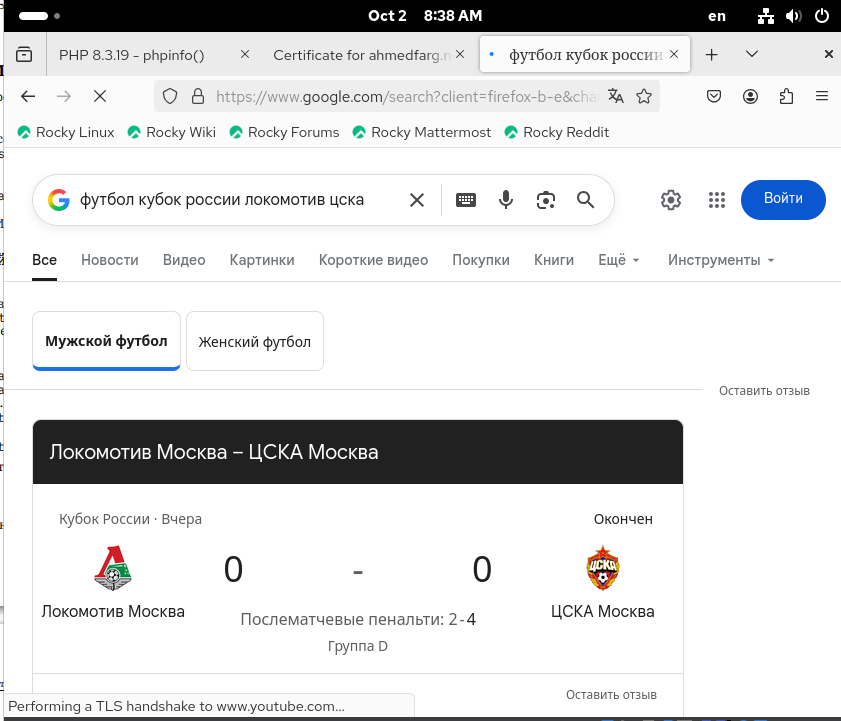 Oct 2 8:38 AM en
PHP 8.3.19 - phpinfo() Certificate for ahmedfarg.n футбол кубок россии
https://www.google.com/search?client=firefox-b-e&cha
Rocky Linux Rocky Wiki Rocky Forums Rocky Mattermost Rocky Reddit
футбол кубок россии локомотив цска Войти
Все Новости Видео Картинки Короткие видео Покупки Книги Ещё Инструменты
Мужской футбол Женский футбол
Оставить отзыв
Локомотив Москва – ЦСКА Москва
Кубок России · Вчера Окончен
0 - 0
Локомотив Москва ЦСКА Москва
Послематчевые пенальти: 2 - 4
Группа D
Оставить отзыв
Performing a TLS handshake to www.youtube.com…